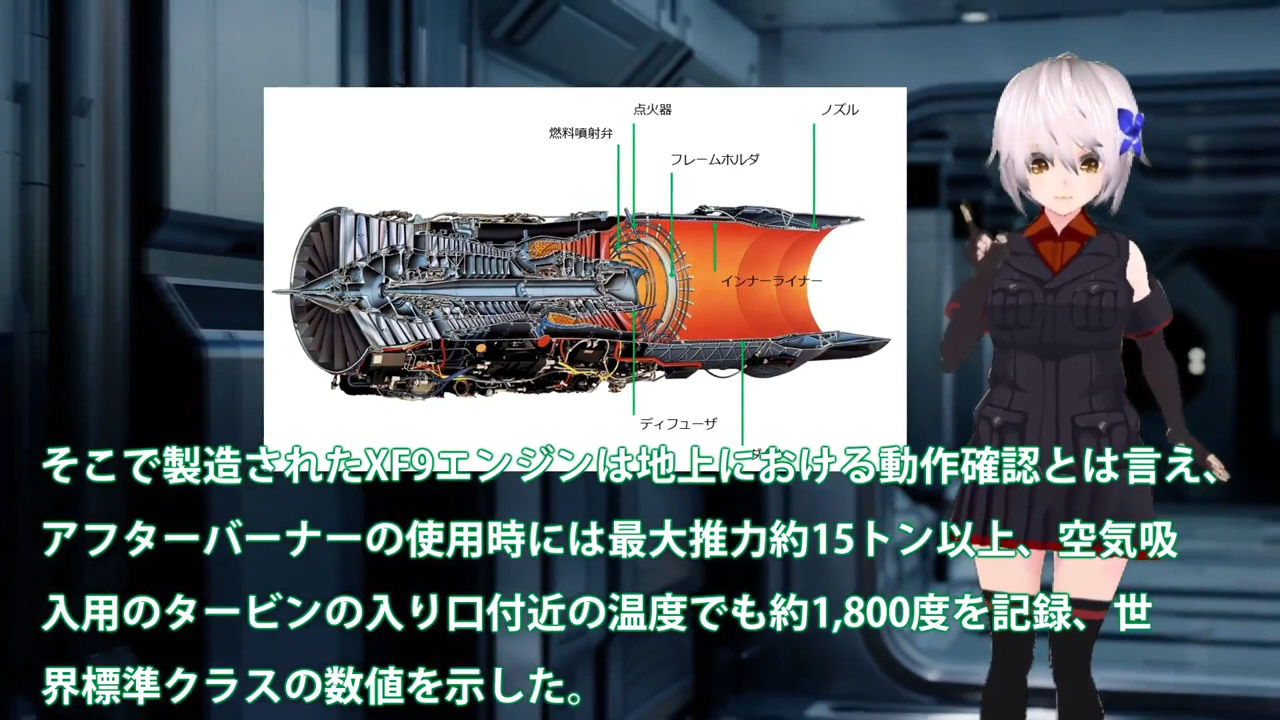 点火器
ノズル
燃料噴射弁
フレームホルダ
インナーライナー
ディフューザ
そこで製造されたXF9エンジンは地上における動作確認とは言え、
アフターバーナーの使用時には最大推力約15トン以上、空気吸
入用のタービンの入り口付近の温度でも約1,800度を記録、世
界標準クラスの数値を示した。